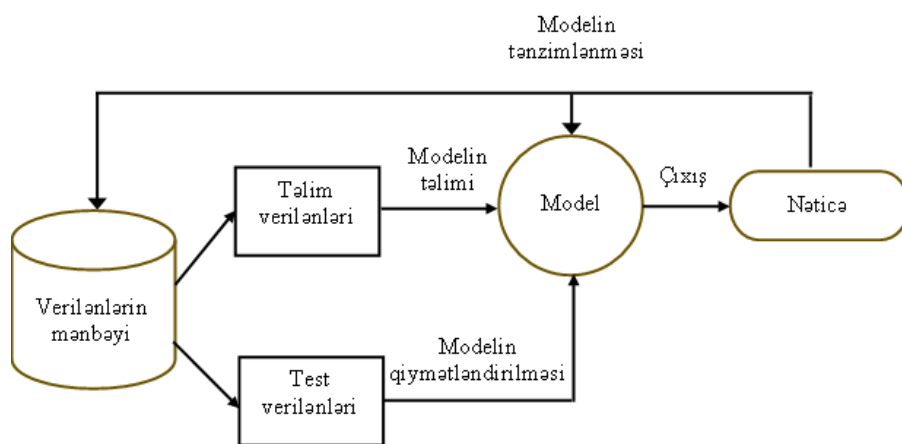 Modelin
tənzimlənməsi
Təlim
verilənləri
Modelin
təlimi
Model
Çıxış
Nəticə
Verilənlərin
mənbəyi
Test
verilənləri
Modelin
qiymətləndirilməsi